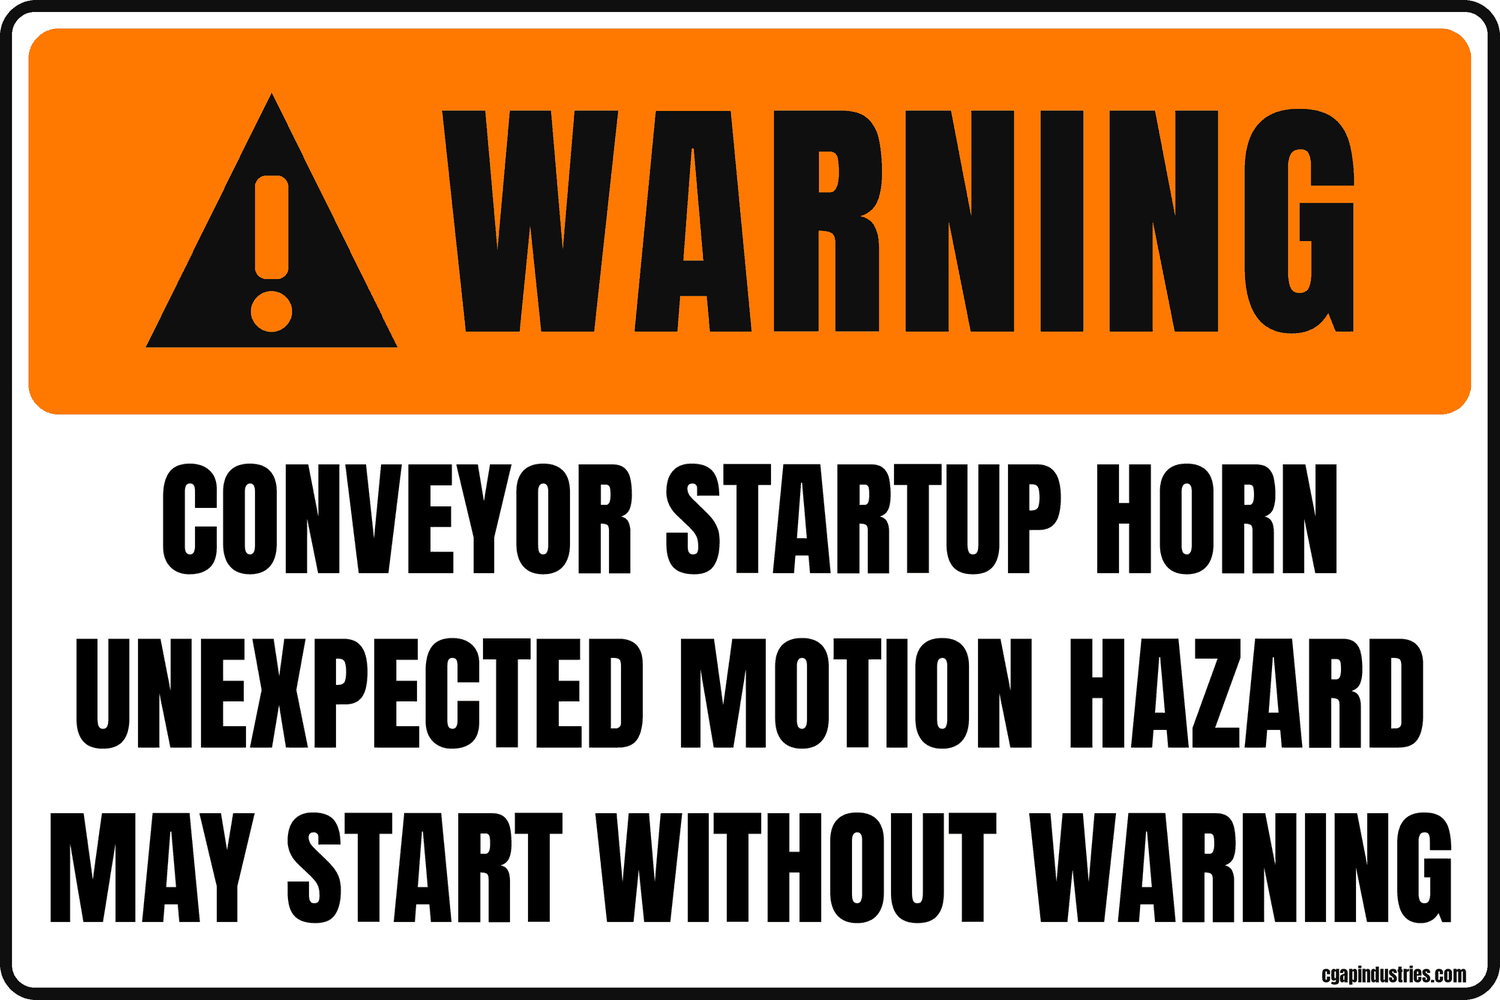 WARNING
CONVEYOR STARTUP HORN
UNEXPECTED MOTION HAZARD
MAY START WITHOUT WARNING
cgapindustries.com